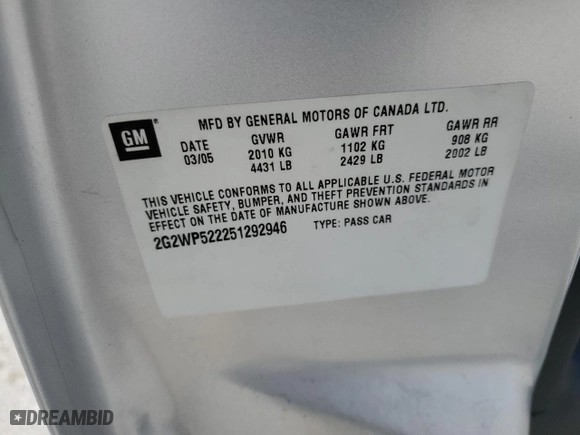 MFD BY GENERAL MOTORS OF CANADA LTD.
GM
DATE GVWR GAWR FRT GAWR RR
03/05 2010 KG 1102 KG 908 KG
4431 LB 2429 LB 2002 LB
THIS VEHICLE CONFORMS TO ALL APPLICABLE U.S. FEDERAL MOTOR
VEHICLE SAFETY, BUMPER, AND THEFT PREVENTION STANDARDS IN
EFFECT ON THE DATE OF MANUFACTURE SHOWN ABOVE.
2G2WP522251292946 TYPE: PASS CAR
DREAMBID